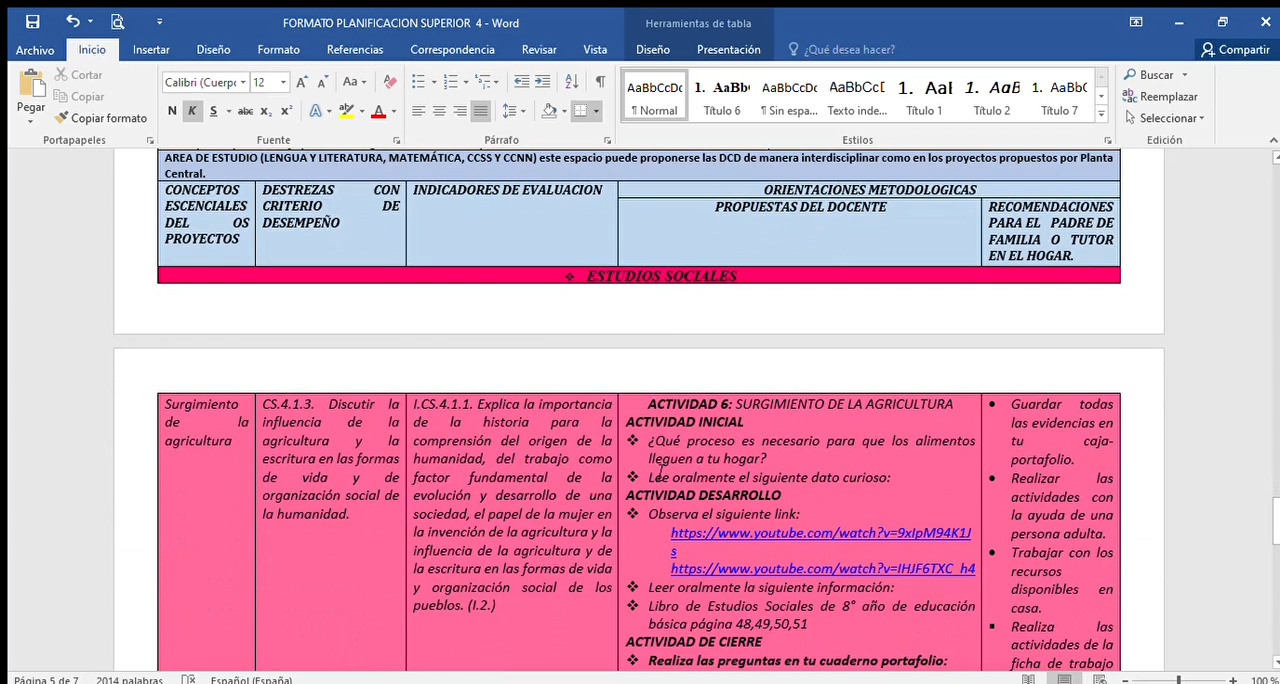 FORMATO PLANIFICACION SUPERIOR 4 - Word
Herramientas de tabla
Archivo Inicio Insertar Diseño Formato Referencias Correspondencia Revisar Vista Diseño Presentación ¿Qué desea hacer? Compartir
Pegar
Cortar
Copiar
Copiar formato
Portapapeles
Calibri (Cuerpo 12
Aa
N K S abc x₂ x²
Fuente
Párrafo
AaBbCcDc 1. AaBb AaBbCcDc AaBbCcD 1. Aal 1. AaB 1. AaBbC
¶ Normal Título 6 ¶ Sin espa... Texto inde... Título 1 Título 2 Título 7
Estilos
Buscar
Reemplazar
Seleccionar
Edición
AREA DE ESTUDIO (LENGUA Y LITERATURA, MATEMÁTICA, CCSS Y CCNN) este espacio puede proponerse las DCD de manera interdisciplinar como en los proyectos propuestos por Planta
Central.
CONCEPTOS
ESCENCIALES
DEL OS
PROYECTOS
DESTREZAS CON
CRITERIO DE
DESEMPEÑO
INDICADORES DE EVALUACION
ORIENTACIONES METODOLOGICAS
PROPUESTAS DEL DOCENTE
RECOMENDACIONES
PARA EL PADRE DE
FAMILIA O TUTOR
EN EL HOGAR.
❖ ESTUDIOS SOCIALES
Surgimiento
de la
agricultura
CS.4.1.3. Discutir la
influencia de la
agricultura y la
escritura en las formas
de vida y de
organización social de
la humanidad.
I.CS.4.1.1. Explica la importancia
de la historia para la
comprensión del origen de la
humanidad, del trabajo como
factor fundamental de la
evolución y desarrollo de una
sociedad, el papel de la mujer en
la invención de la agricultura y la
influencia de la agricultura y de
la escritura en las formas de vida
y organización social de los
pueblos. (I.2.)
ACTIVIDAD 6: SURGIMIENTO DE LA AGRICULTURA
ACTIVIDAD INICIAL
❖ ¿Qué proceso es necesario para que los alimentos
lleguen a tu hogar?
❖ Lee oralmente el siguiente dato curioso:
ACTIVIDAD DESARROLLO
❖ Observa el siguiente link:
https://www.youtube.com/watch?v=9xIpM94K1J
s
https://www.youtube.com/watch?v=IHJF6TXC_h4
❖ Leer oralmente la siguiente información:
❖ Libro de Estudios Sociales de 8° año de educación
básica página 48,49,50,51
ACTIVIDAD DE CIERRE
❖ Realiza las preguntas en tu cuaderno portafolio:
• Guardar todas
las evidencias en
tu caja-
portafolio.
• Realizar las
actividades con
la ayuda de una
persona adulta.
• Trabajar con los
recursos
disponibles en
casa.
▪ Realiza las
actividades de la
ficha de trabajo
Página 5 de 7 2014 palabras Español (España) 100 %